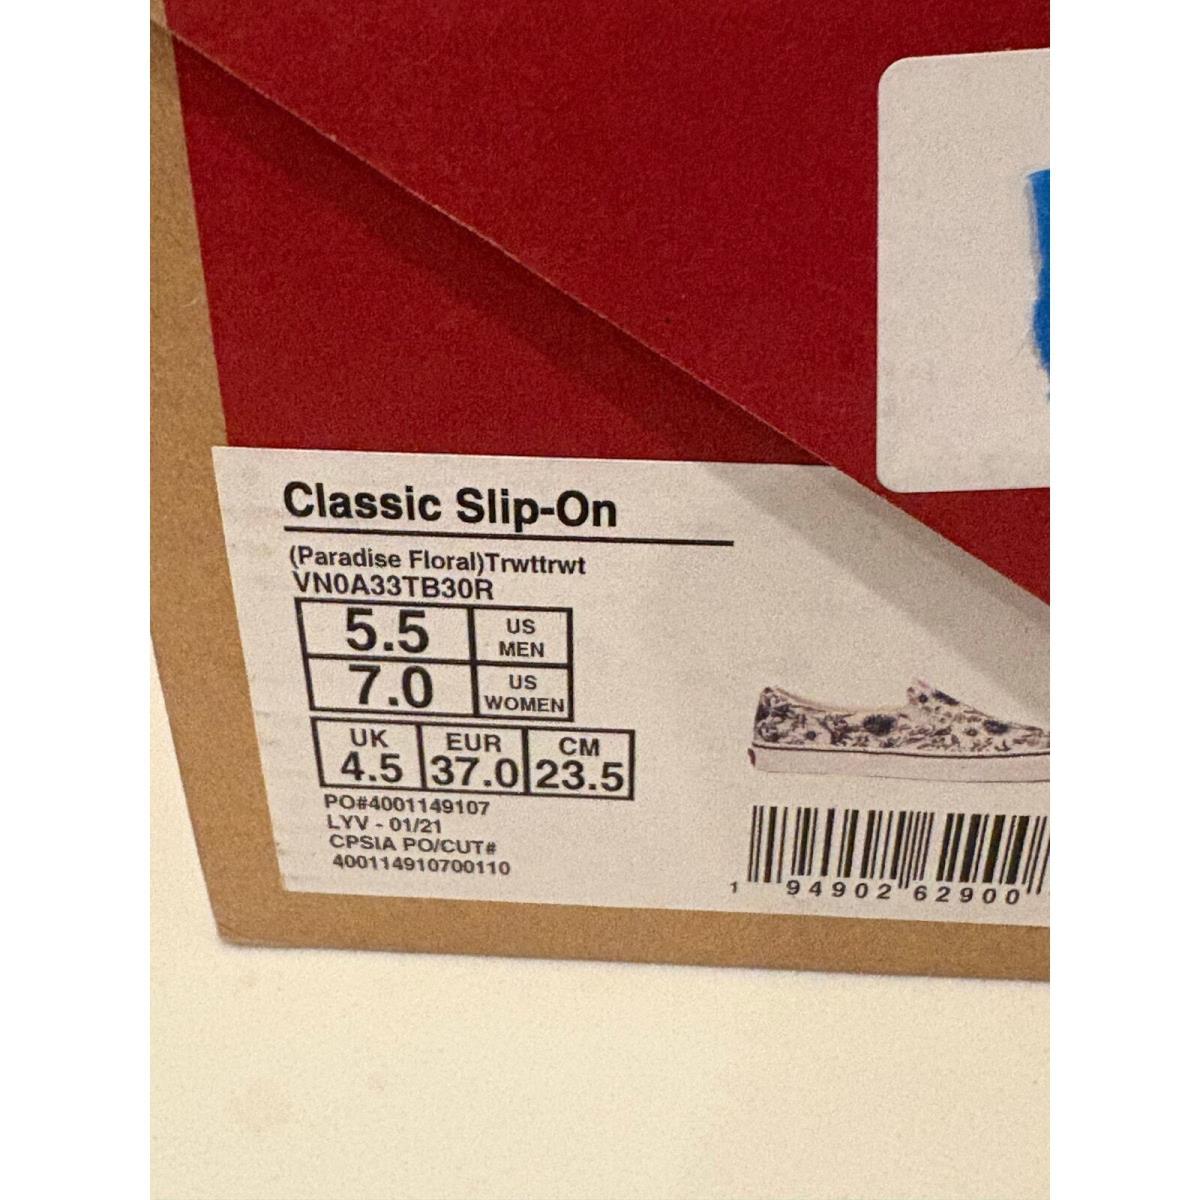 Classic Slip-On
(Paradise Floral)Trwttrwt
VN0A33TB30R
5.5 US MEN
7.0 US WOMEN
UK EUR CM
4.5 37.0 23.5
PO#4001149107
LYV - 01/21
CPSIA PO/CUT#
400114910700110
1 94902 62900